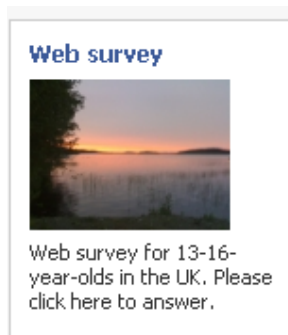 Web survey
Web survey for 13-16-
year-olds in the UK. Please
click here to answer.